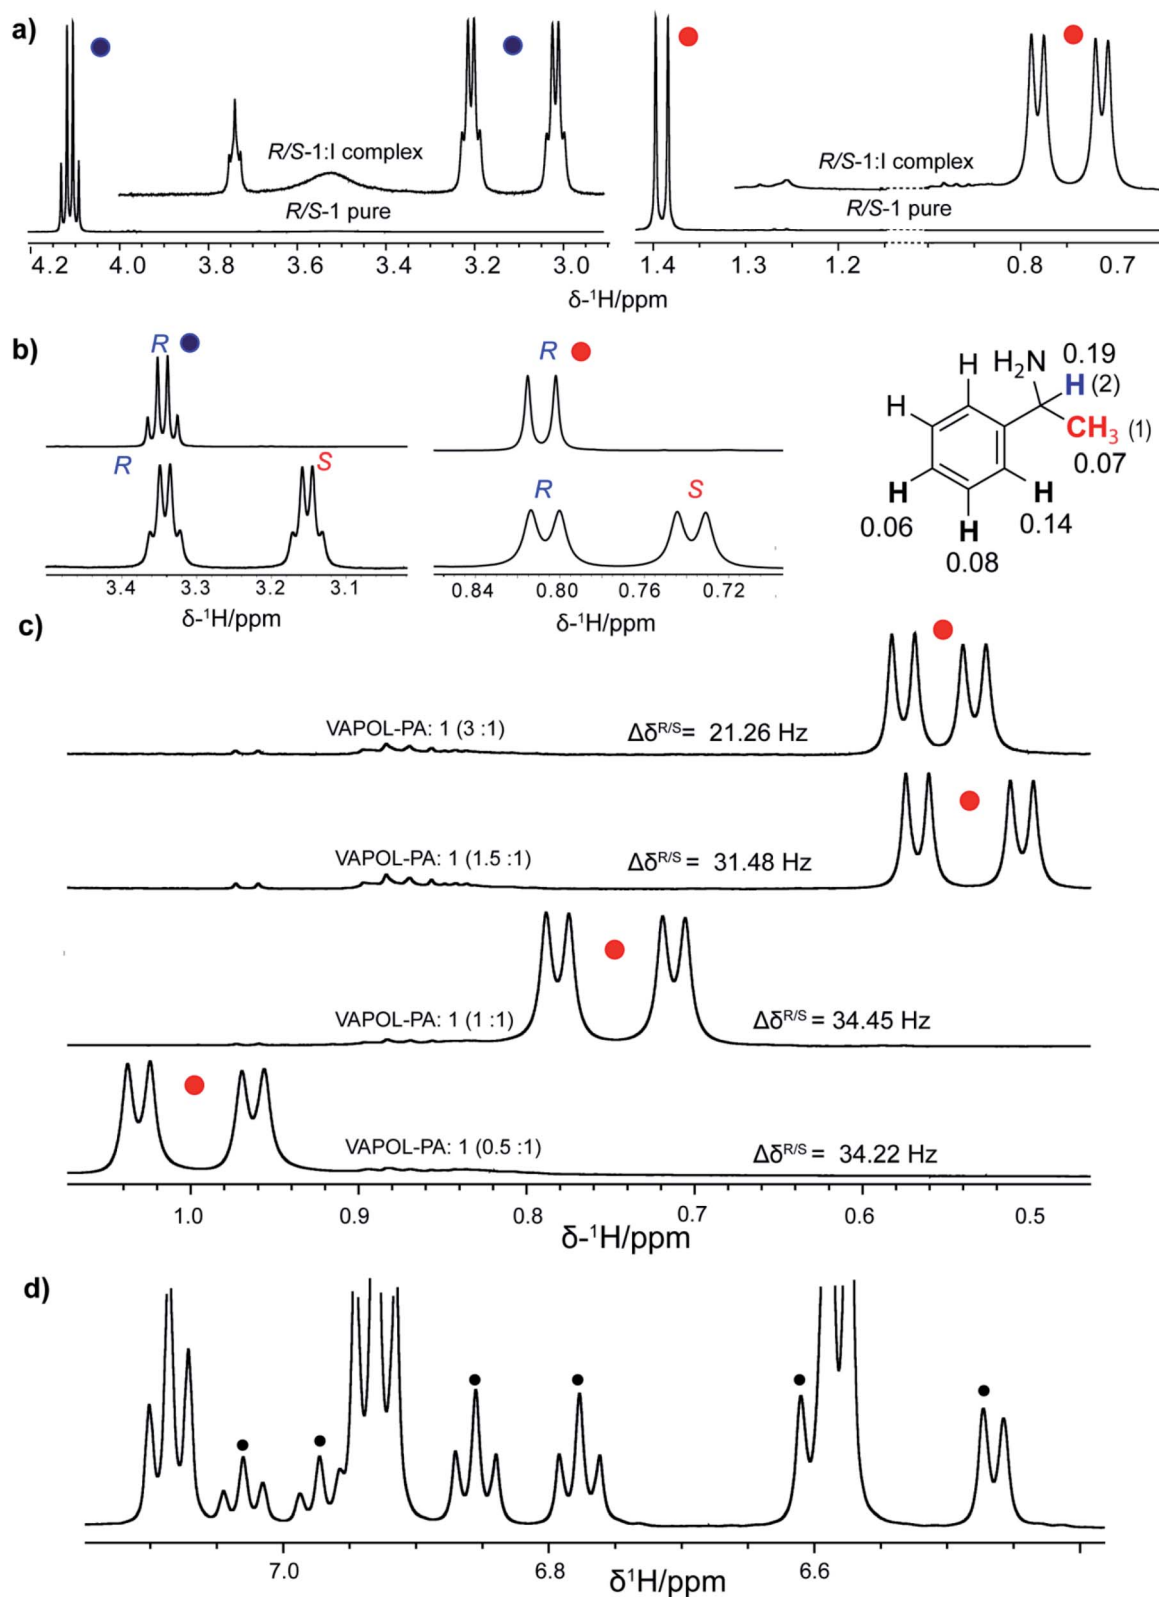 a)
R/S-1:I complex
R/S-1 pure
4.2 4.0 3.8 3.6 3.4 3.2 3.0
R/S-1:I complex
R/S-1 pure
1.4 1.3 1.2 0.8 0.7
δ-¹H/ppm
b)
R
R S
3.4 3.3 3.2 3.1
δ-¹H/ppm
R
R S
0.84 0.80 0.76 0.72
δ-¹H/ppm
H₂N 0.19
H H (2)
H CH₃ (1)
0.07
H H
0.06 H 0.14
0.08
c)
VAPOL-PA: 1 (3 :1) Δδᴿ/ˢ= 21.26 Hz
VAPOL-PA: 1 (1.5 :1) Δδᴿ/ˢ = 31.48 Hz
VAPOL-PA: 1 (1 :1) Δδᴿ/ˢ = 34.45 Hz
VAPOL-PA: 1 (0.5 :1) Δδᴿ/ˢ = 34.22 Hz
1.0 0.9 0.8 0.7 0.6 0.5
δ-¹H/ppm
d)
7.0 6.8 6.6
δ¹H/ppm